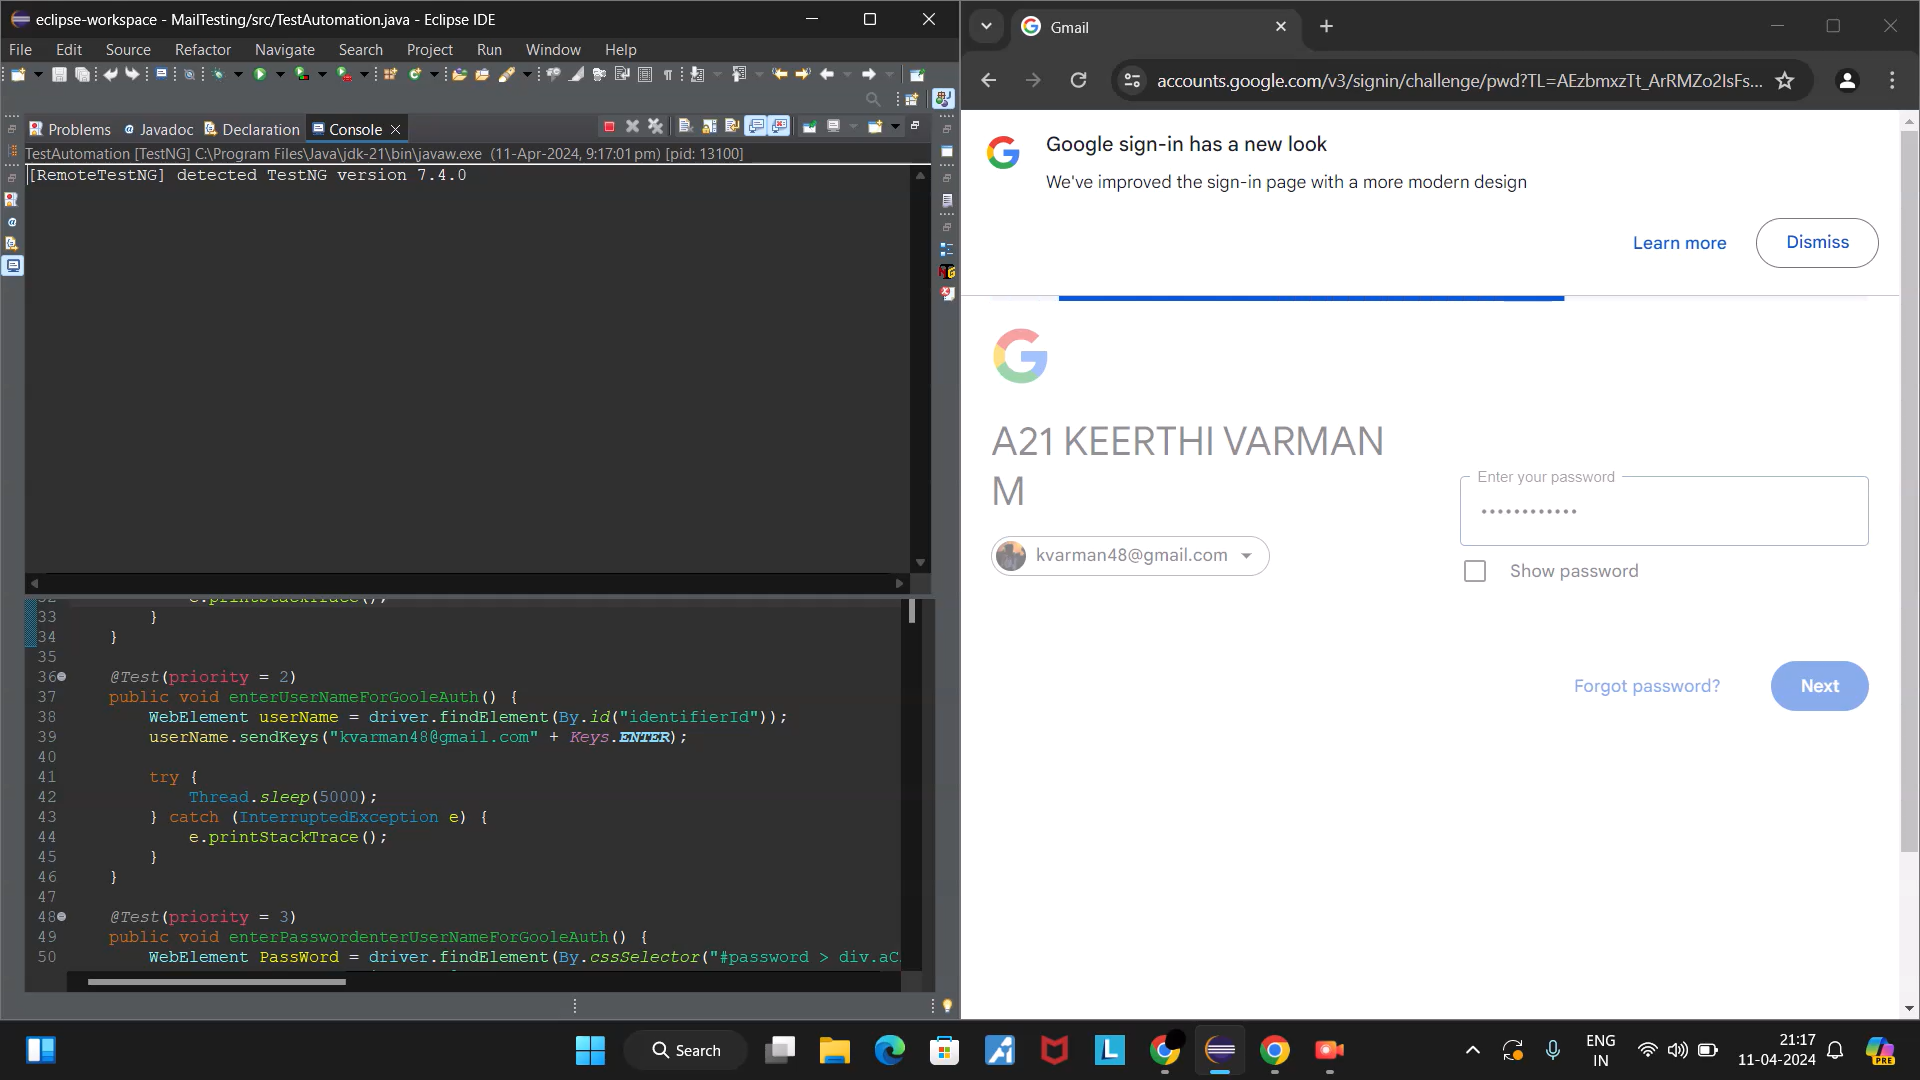 eclipse-workspace - MailTesting/src/TestAutomation.java - Eclipse IDE
File Edit Source Refactor Navigate Search Project Run Window Help
Problems Javadoc Declaration Console
TestAutomation [TestNG] C:\Program Files\Java\jdk-21\bin\javaw.exe (11-Apr-2024, 9:17:01 pm) [pid: 13100]
[RemoteTestNG] detected TestNG version 7.4.0
32 e.printStackTrace();
33 }
34 }
35
36 @Test(priority = 2)
37 public void enterUserNameForGooleAuth() {
38 WebElement userName = driver.findElement(By.id("identifierId"));
39 userName.sendKeys("kvarman48@gmail.com" + Keys.ENTER);
40
41 try {
42 Thread.sleep(5000);
43 } catch (InterruptedException e) {
44 e.printStackTrace();
45 }
46 }
47
48 @Test(priority = 3)
49 public void enterPasswordenterUserNameForGooleAuth() {
50 WebElement PassWord = driver.findElement(By.cssSelector("#password > div.aC
Gmail
accounts.google.com/v3/signin/challenge/pwd?TL=AEzbmxzTt_ArRMZo2IsFs...
Google sign-in has a new look
We've improved the sign-in page with a more modern design
Learn more Dismiss
A21 KEERTHI VARMAN
M
kvarman48@gmail.com
Enter your password
••••••••••••
Show password
Forgot password? Next
Search
ENG
IN
21:17
11-04-2024
PRE